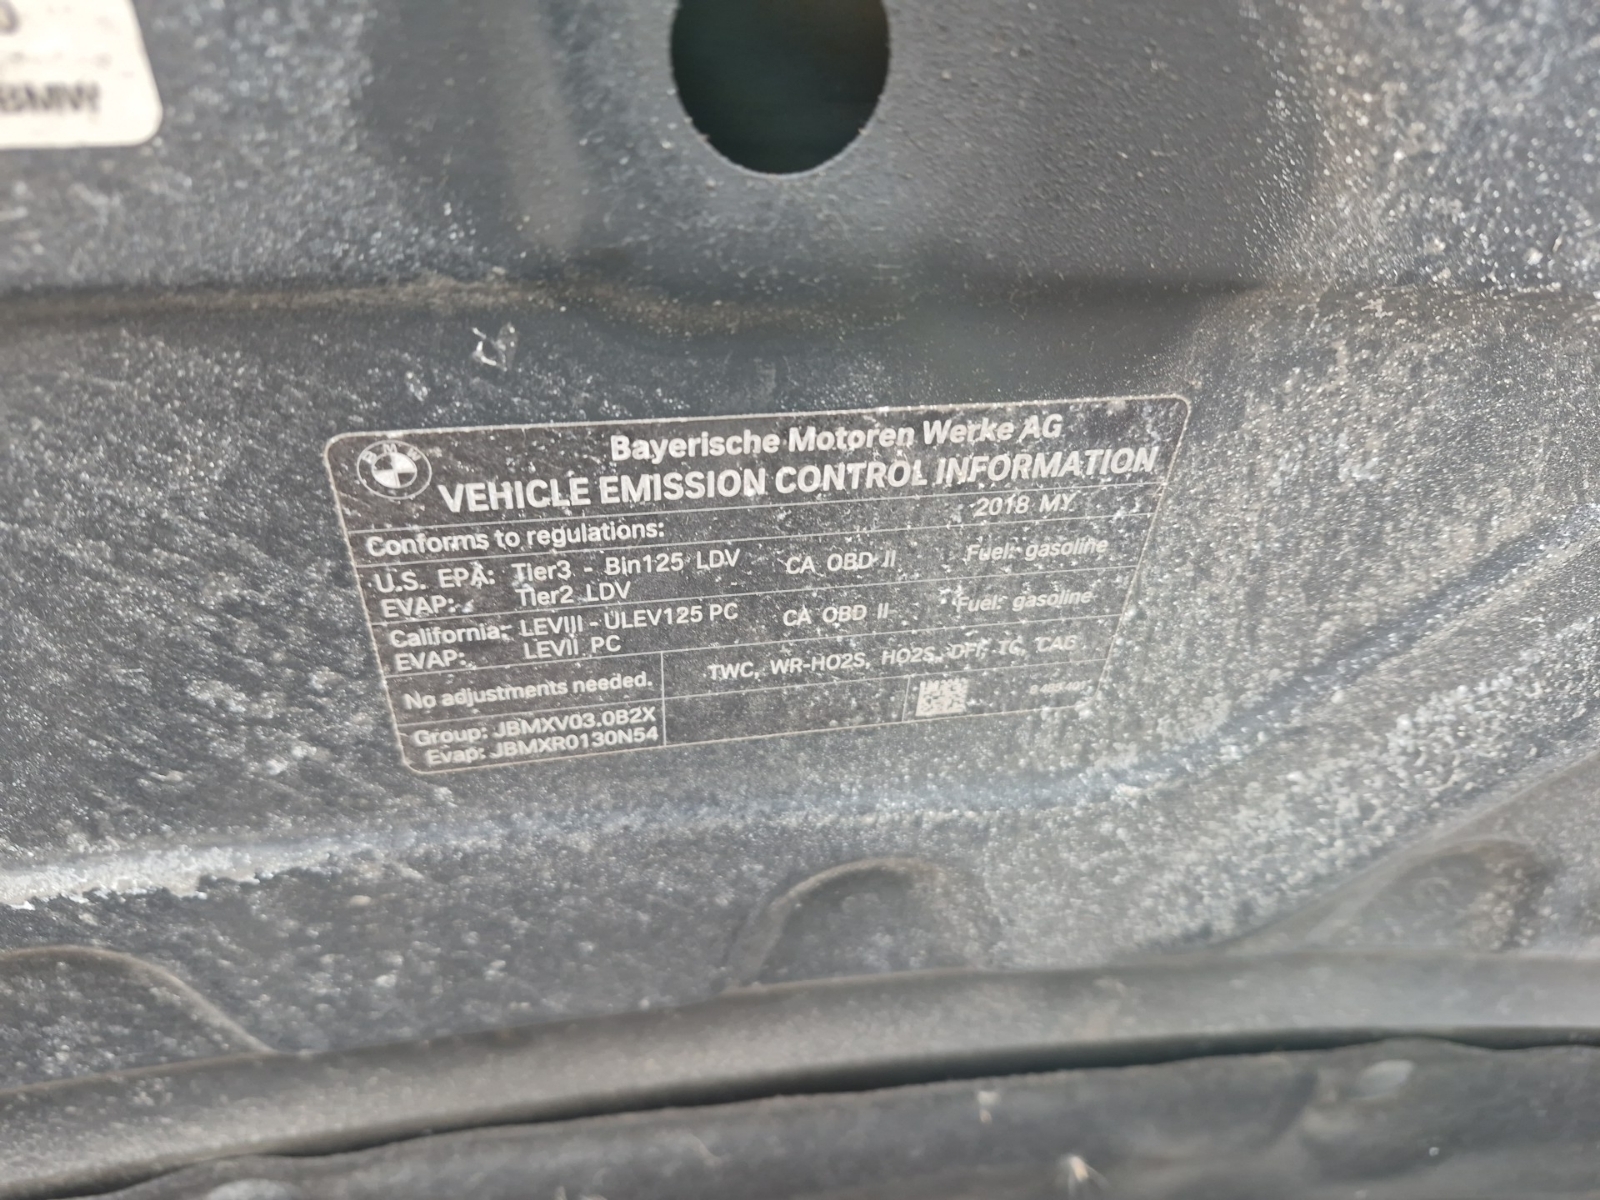 BMW
BMW
Bayerische Motoren Werke AG
VEHICLE EMISSION CONTROL INFORMATION
Conforms to regulations: 2018 MY
U.S. EPA: Tier3 - Bin125 LDV CA OBD II Fuel: gasoline
EVAP: Tier2 LDV
California: LEVIII - ULEV125 PC CA OBD II Fuel: gasoline
EVAP: LEVII PC
No adjustments needed. TWC, WR-HO2S, HO2S, DFI, TC, CAC
Group: JBMXV03.0B2X
Evap: JBMXR0130N54